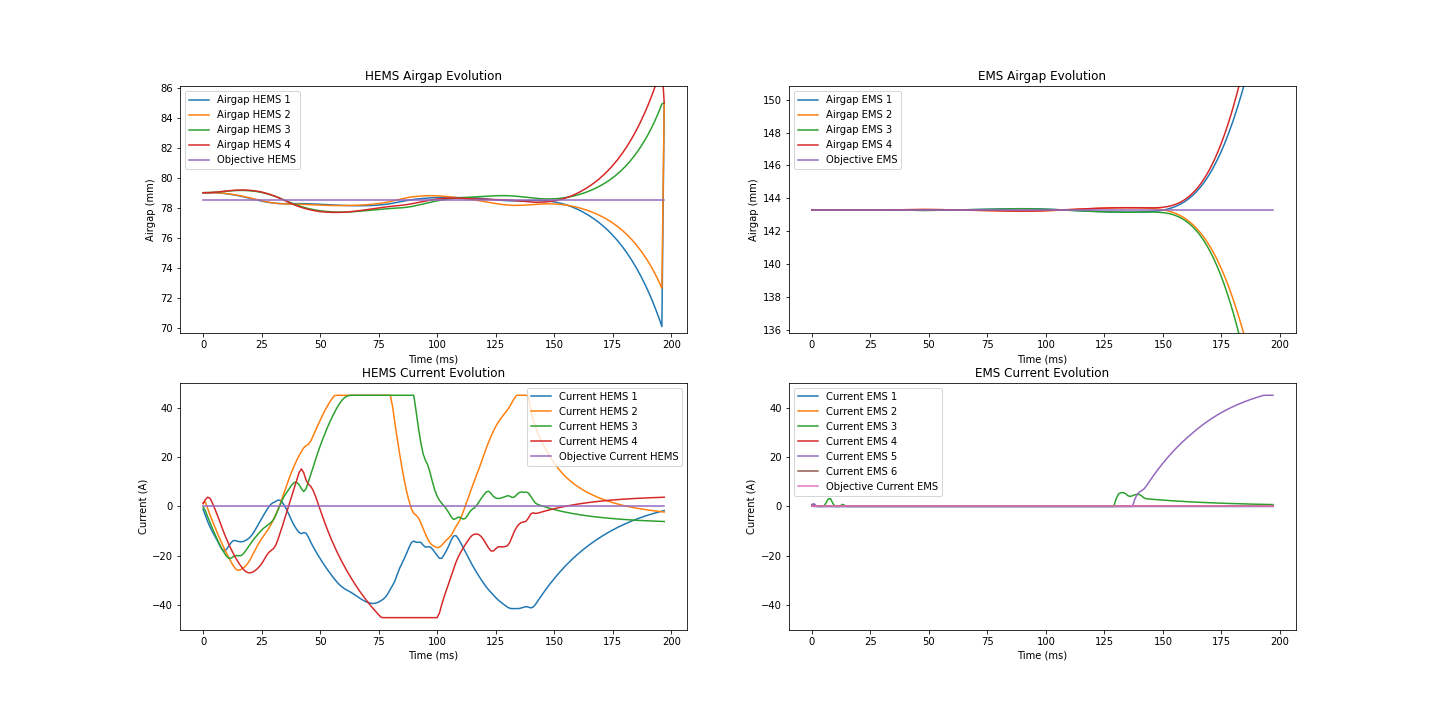 HEMS Airgap Evolution
Airgap (mm)
86
84
82
80
78
76
74
72
70
Airgap HEMS 1
Airgap HEMS 2
Airgap HEMS 3
Airgap HEMS 4
Objective HEMS
0 25 50 75 100 125 150 175 200
Time (ms)
EMS Airgap Evolution
Airgap (mm)
150
148
146
144
142
140
138
136
Airgap EMS 1
Airgap EMS 2
Airgap EMS 3
Airgap EMS 4
Objective EMS
0 25 50 75 100 125 150 175 200
Time (ms)
HEMS Current Evolution
Current (A)
40
20
0
−20
−40
Current HEMS 1
Current HEMS 2
Current HEMS 3
Current HEMS 4
Objective Current HEMS
0 25 50 75 100 125 150 175 200
Time (ms)
EMS Current Evolution
Current (A)
40
20
0
−20
−40
Current EMS 1
Current EMS 2
Current EMS 3
Current EMS 4
Current EMS 5
Current EMS 6
Objective Current EMS
0 25 50 75 100 125 150 175 200
Time (ms)